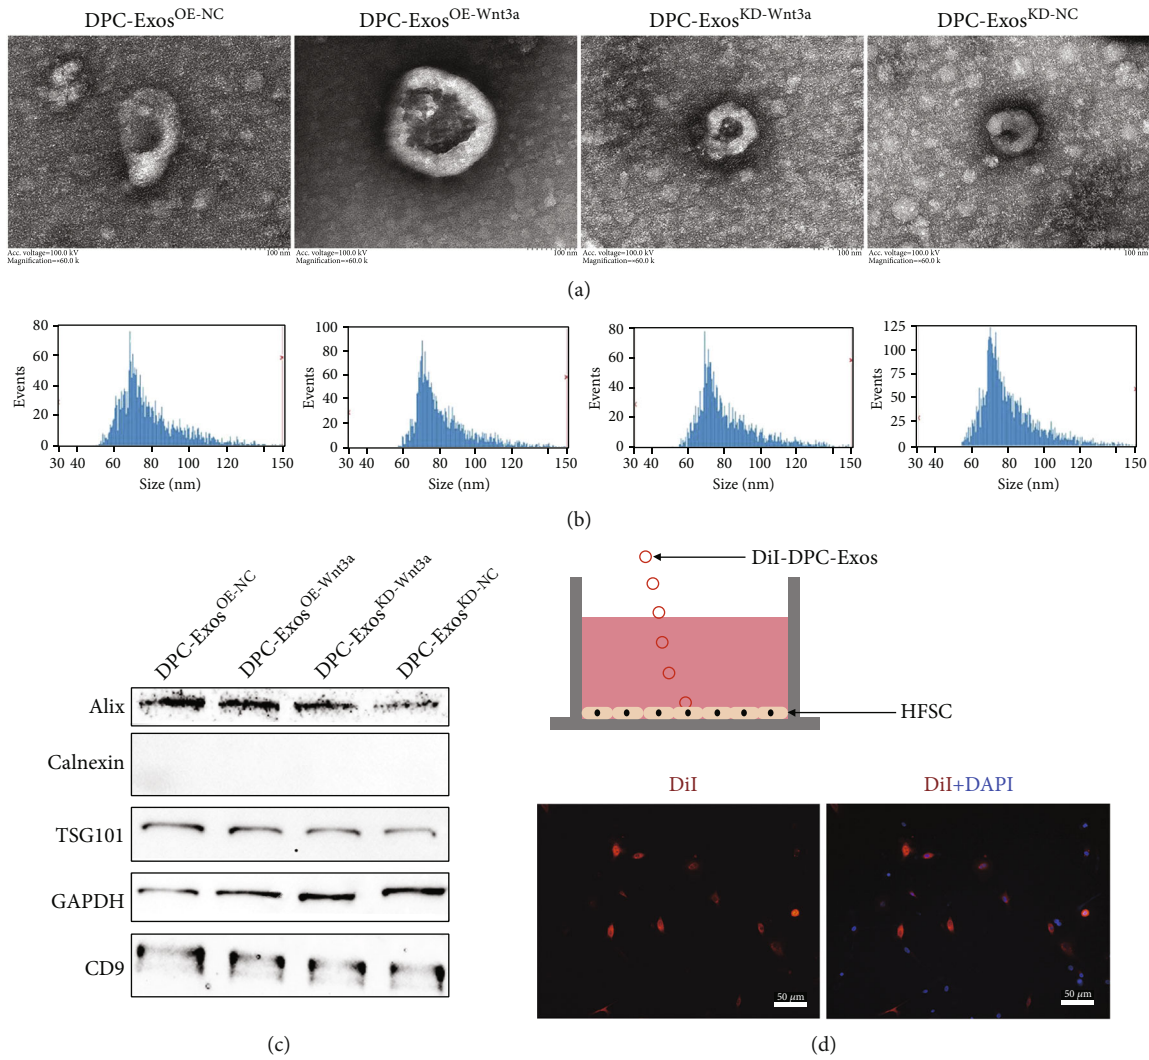 DPC-Exos^OE-NC DPC-Exos^OE-Wnt3a DPC-Exos^KD-Wnt3a DPC-Exos^KD-NC
Acc. voltage=100.0 kV 100 nm Acc. voltage=100.0 kV 100 nm Acc. voltage=100.0 kV 100 nm Acc. voltage=100.0 kV 100 nm
Magnification=×60.0 k Magnification=×60.0 k Magnification=×60.0 k Magnification=×60.0 k
(a)
Events
80
60
40
20
0
30 40 60 80 100 120 150
Size (nm)
Events
100
80
60
40
20
0
30 40 60 80 100 120 150
Size (nm)
Events
80
60
40
20
0
30 40 60 80 100 120 150
Size (nm)
Events
125
100
75
50
25
0
30 40 60 80 100 120 150
Size (nm)
(b)
DPC-Exos^OE-NC
DPC-Exos^OE-Wnt3a
DPC-Exos^KD-Wnt3a
DPC-Exos^KD-NC
Alix
Calnexin
TSG101
GAPDH
CD9
(c)
DiI-DPC-Exos
HFSC
DiI DiI+DAPI
50 μm 50 μm
(d)